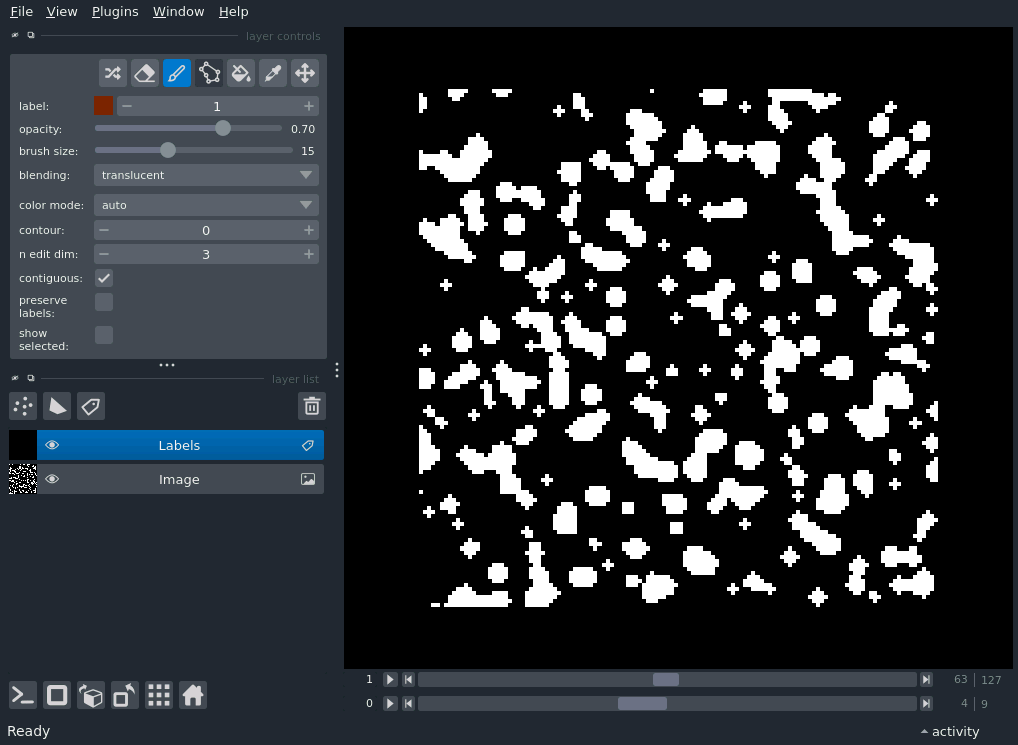 File View Plugins Window Help
layer controls
label: 1
opacity: 0.70
brush size: 15
blending: translucent
color mode: auto
contour: 0
n edit dim: 3
contiguous:
preserve
labels:
show
selected:
layer list
Labels
Image
1 63 127
0 4 9
Ready activity